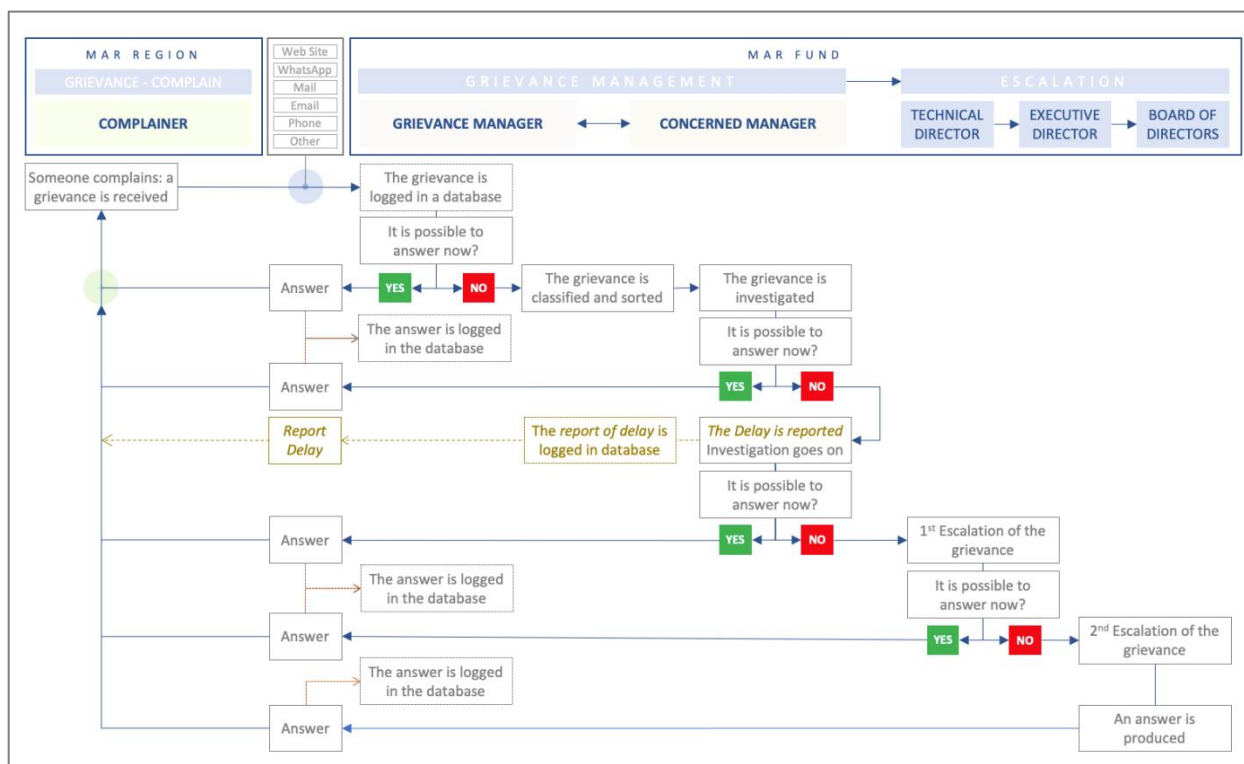 MAR REGION
GRIEVANCE - COMPLAIN
COMPLAINER
Web Site
WhatsApp
Mail
Email
Phone
Other
MAR FUND
GRIEVANCE MANAGEMENT
ESCALATION
GRIEVANCE MANAGER
CONCERNED MANAGER
TECHNICAL
DIRECTOR
EXECUTIVE
DIRECTOR
BOARD OF
DIRECTORS
Someone complains: a
grievance is received
The grievance is
logged in a database
It is possible to
answer now?
Answer
YES
NO
The grievance is
classified and sorted
The grievance is
investigated
The answer is logged
in the database
It is possible to
answer now?
Answer
YES
NO
Report
Delay
The report of delay is
logged in database
The Delay is reported
Investigation goes on
It is possible to
answer now?
Answer
YES
NO
1st Escalation of the
grievance
The answer is logged
in the database
It is possible to
answer now?
Answer
YES
NO
2nd Escalation of the
grievance
The answer is logged
in the database
Answer
An answer is
produced